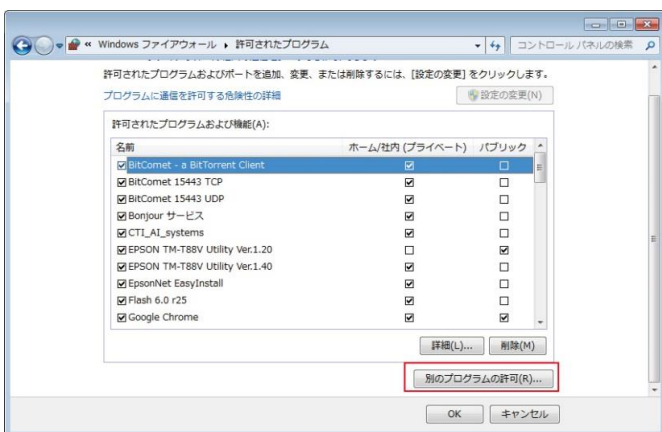 « Windows ファイアウォール ▸ 許可されたプログラム
コントロール パネルの検索
許可されたプログラムおよびポートを追加、変更、または削除するには、[設定の変更] をクリックします。
プログラムに通信を許可する危険性の詳細
設定の変更(N)
許可されたプログラムおよび機能(A):
名前 ホーム/社内 (プライベート) パブリック
BitComet - a BitTorrent Client
BitComet 15443 TCP
BitComet 15443 UDP
Bonjour サービス
CTI_AI_systems
EPSON TM-T88V Utility Ver.1.20
EPSON TM-T88V Utility Ver.1.40
EpsonNet EasyInstall
Flash 6.0 r25
Google Chrome
詳細(L)... 削除(M)
別のプログラムの許可(R)...
OK キャンセル